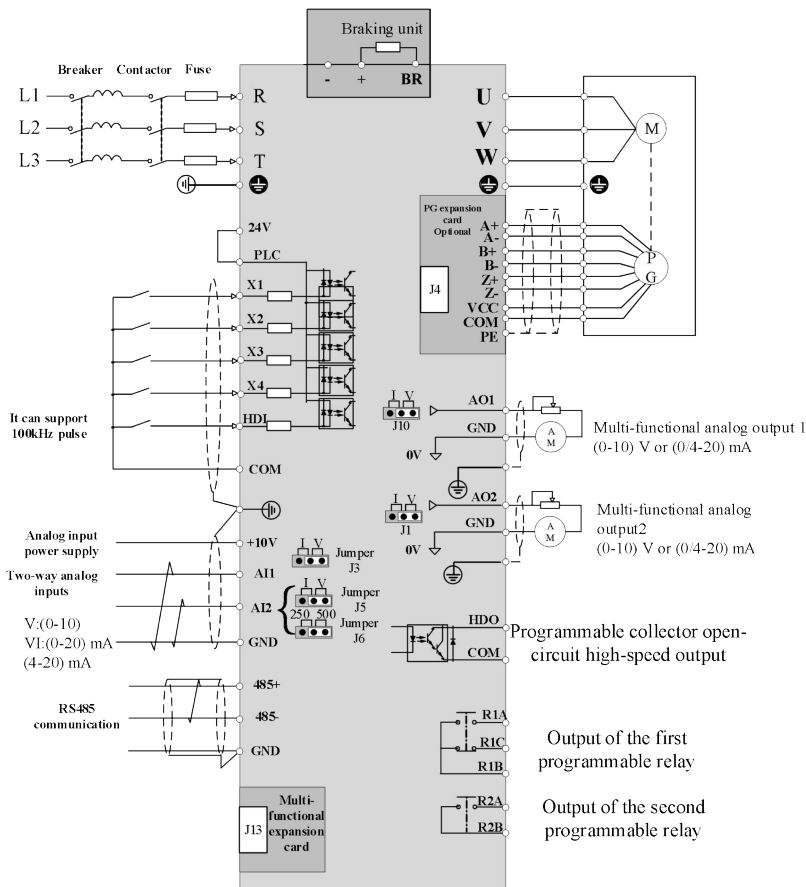 Braking unit
- + BR
Breaker Contactor Fuse
L1
L2
L3
R
S
T
U
V
W
M
PG expansion
card
Optional
J4
A+
A-
B+
B-
Z+
Z-
VCC
COM
PE
P
G
24V
PLC
X1
X2
X3
X4
HDI
COM
It can support
100kHz pulse
I V
J10
AO1
GND
0V
A
M
Multi-functional analog output 1
(0-10) V or (0/4-20) mA
I V
J1
AO2
GND
0V
A
M
Multi-functional analog
output2
(0-10) V or (0/4-20) mA
Analog input
power supply
Two-way analog
inputs
V:(0-10)
VI:(0-20) mA
(4-20) mA
+10V
AI1
AI2
GND
I V
Jumper
J3
I V
Jumper
J5
250 500
Jumper
J6
HDO
COM
Programmable collector open-
circuit high-speed output
RS-485
communication
485+
485-
GND
R1A
R1C
R1B
Output of the first
programmable relay
R2A
R2B
Output of the second
programmable relay
J13
Multi-
functional
expansion
card